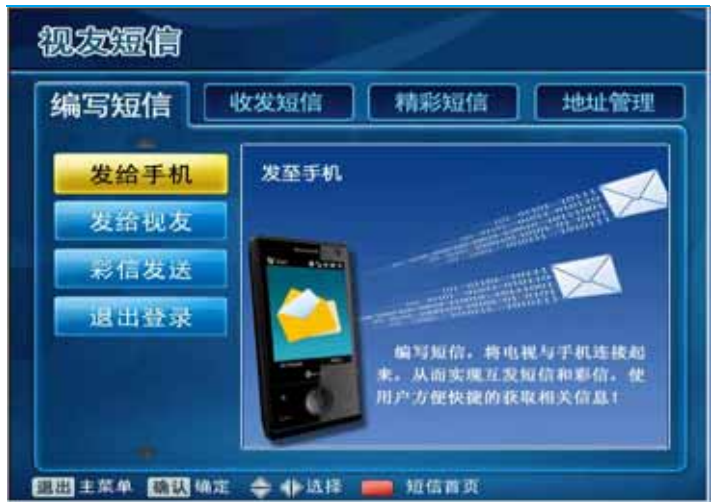 视友短信
编写短信 收发短信 精彩短信 地址管理
发给手机
发给视友
彩信发送
退出登录
发至手机
编写短信,将电视与手机连接起
来,从而实现互发短信和彩信,使
用户方便快捷的获取相关信息!
退出 主菜单 确认 确定 选择 短信首页